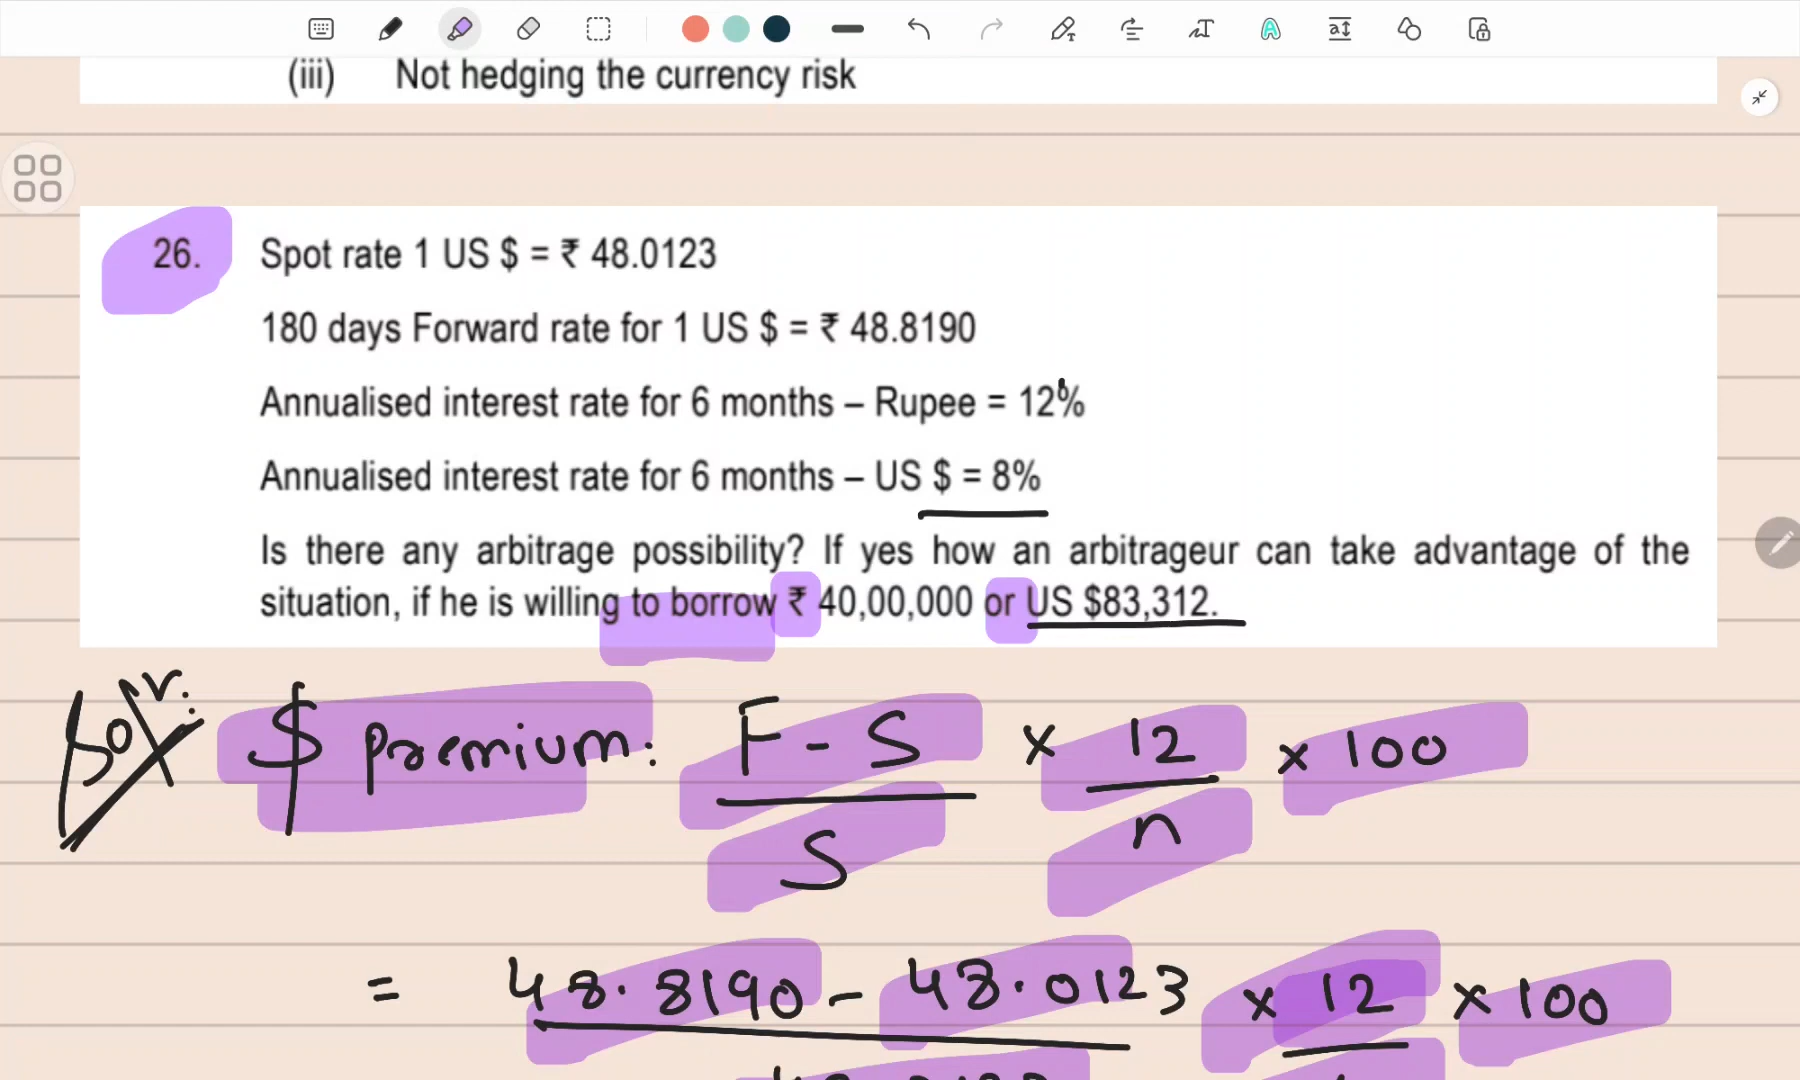 (iii) Not hedging the currency risk
26. Spot rate 1 US $ = ₹ 48.0123
180 days Forward rate for 1 US $ = ₹ 48.8190
Annualised interest rate for 6 months – Rupee = 12%
Annualised interest rate for 6 months – US $ = 8%
Is there any arbitrage possibility? If yes how an arbitrageur can take advantage of the
situation, if he is willing to borrow ₹ 40,00,000 or US $83,312.
$ premium: F - S × 12 × 100
S n
= 48.8190 - 48.0123 × 12 × 100